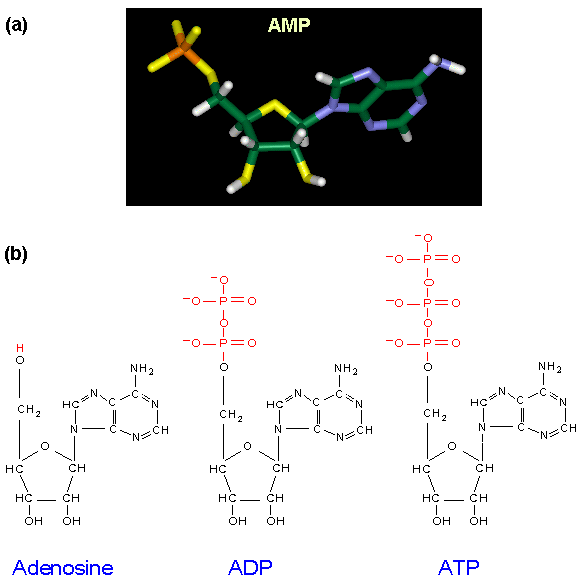 (a)
AMP
(b)
⁻O
⁻O P O
O
⁻O P O
O
⁻O P O
⁻O
⁻O P O
O
⁻O P O
H
O
O
O
NH₂
NH₂
NH₂
CH₂
CH₂
CH₂
HC N N CH N N
HC N N CH N N
HC N N CH N N
O
O
O
HC CH
HC CH
HC CH
HC CH
HC CH
HC CH
OH OH
OH OH
OH OH
Adenosine
ADP
ATP